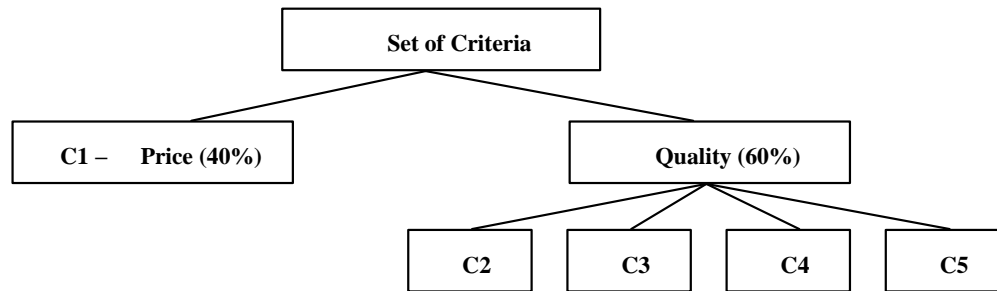 Set of Criteria
C1 – Price (40%)
Quality (60%)
C2
C3
C4
C5